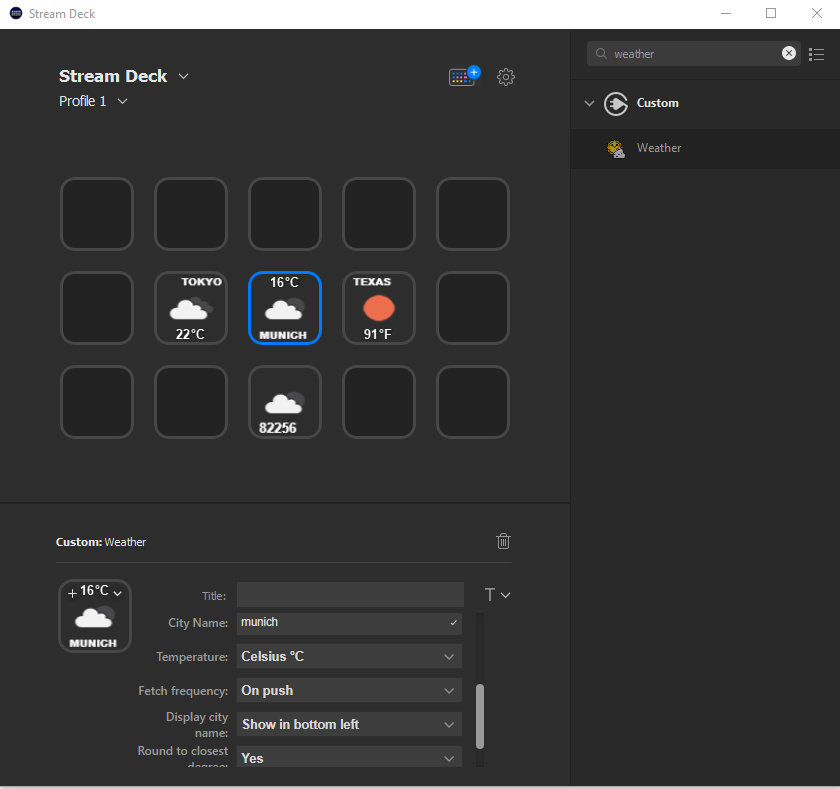 Stream Deck
weather
Stream Deck
Profile 1
Custom
Weather
TOKYO
22°C
16°C
MUNICH
TEXAS
91°F
82256
Custom: Weather
16°C
MUNICH
Title:
T
City Name: munich
Temperature: Celsius °C
Fetch frequency: On push
Display city
name: Show in bottom left
Round to closest
degree: Yes